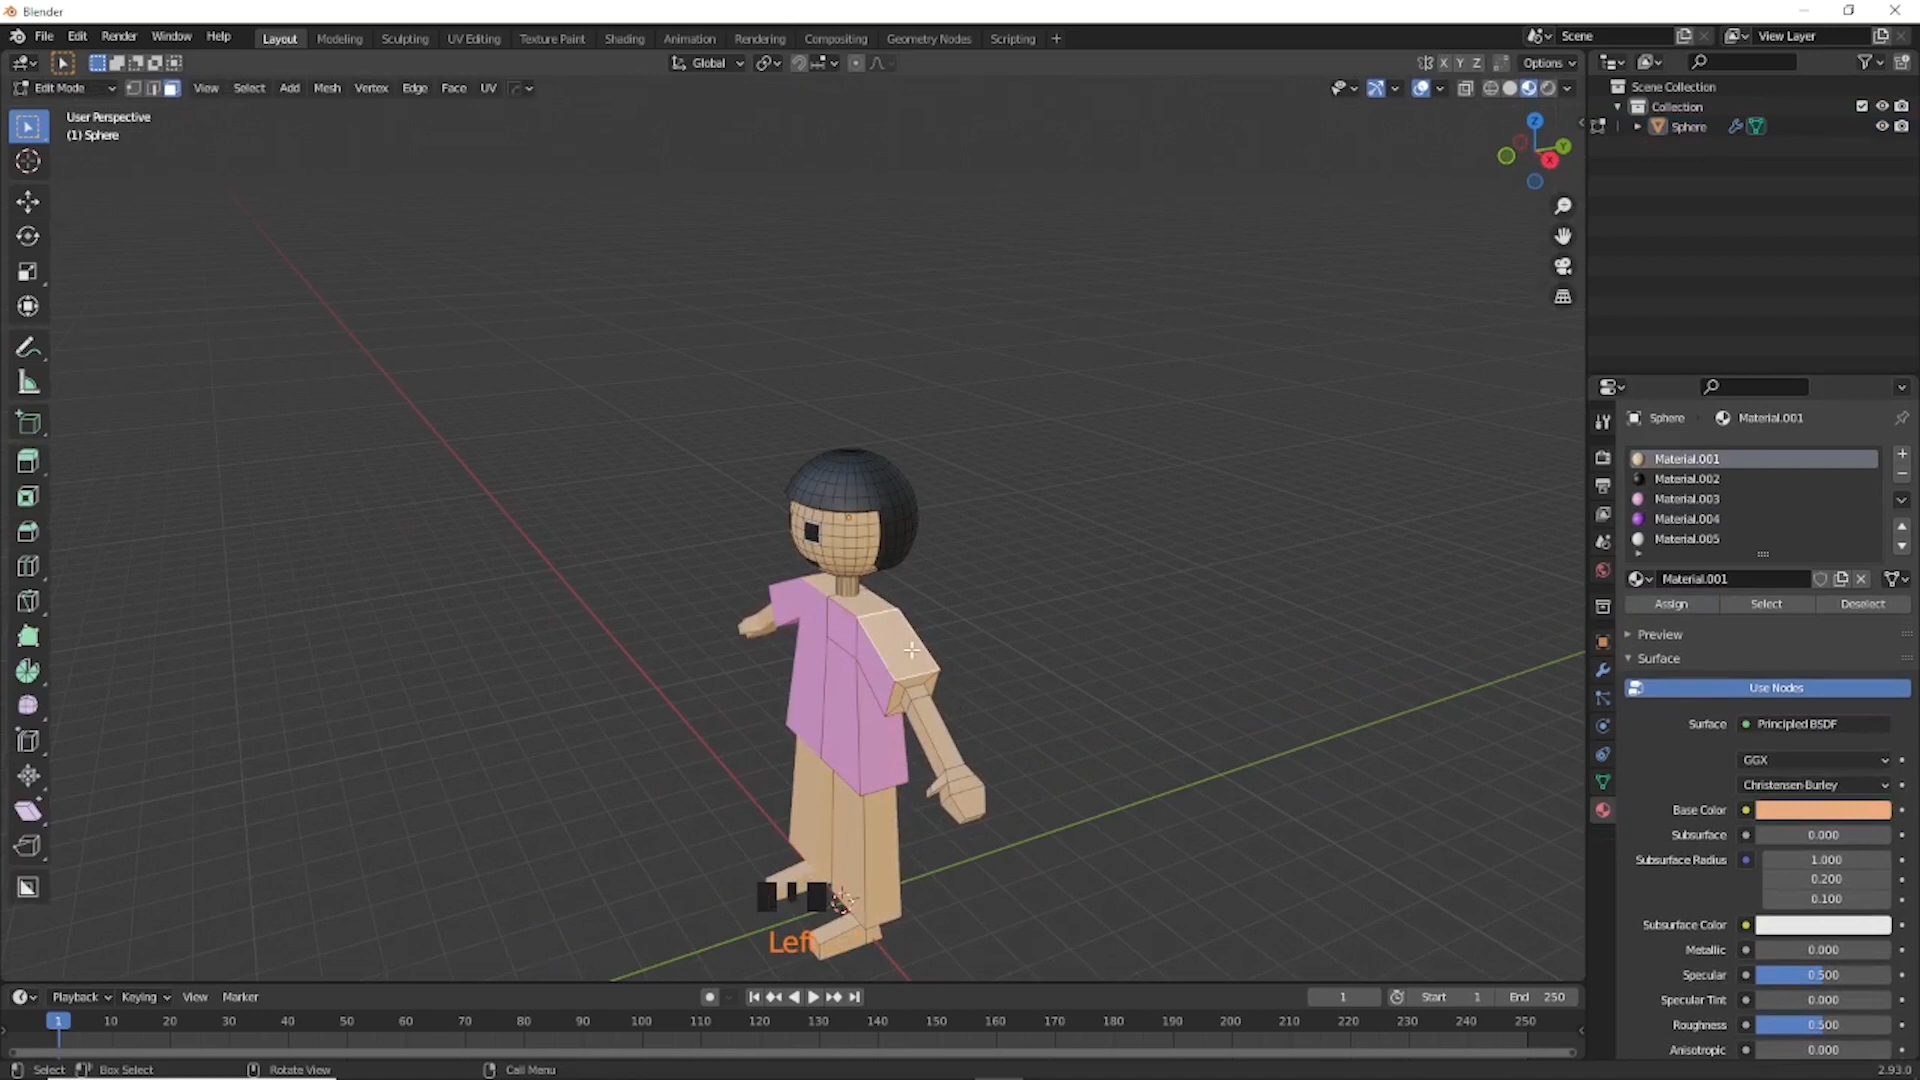 Blender
File Edit Render Window Help Layout Modeling Sculpting UV Editing Texture Paint Shading Animation Rendering Compositing Geometry Nodes Scripting + Scene View Layer
Global X Y Z Options
Edit Mode View Select Add Mesh Vertex Edge Face UV
User Perspective
(1) Sphere
Z
Y
X
Scene Collection
Collection
Sphere
Sphere Material.001
Material.001
Material.002
Material.003
Material.004
Material.005
Material.001
Assign Select Deselect
Preview
Surface
Use Nodes
Surface Principled BSDF
GGX
Christensen-Burley
Base Color
Subsurface 0.000
Subsurface Radius 1.000
0.200
0.100
Subsurface Color
Metallic 0.000
Specular 0.500
Specular Tint 0.000
Roughness 0.500
Anisotropic 0.000
Left
Playback Keying View Marker 1 Start 1 End 250
1 10 20 30 40 50 60 70 80 90 100 110 120 130 140 150 160 170 180 190 200 210 220 230 240 250
Select Box Select Rotate View Call Menu 2.93.0